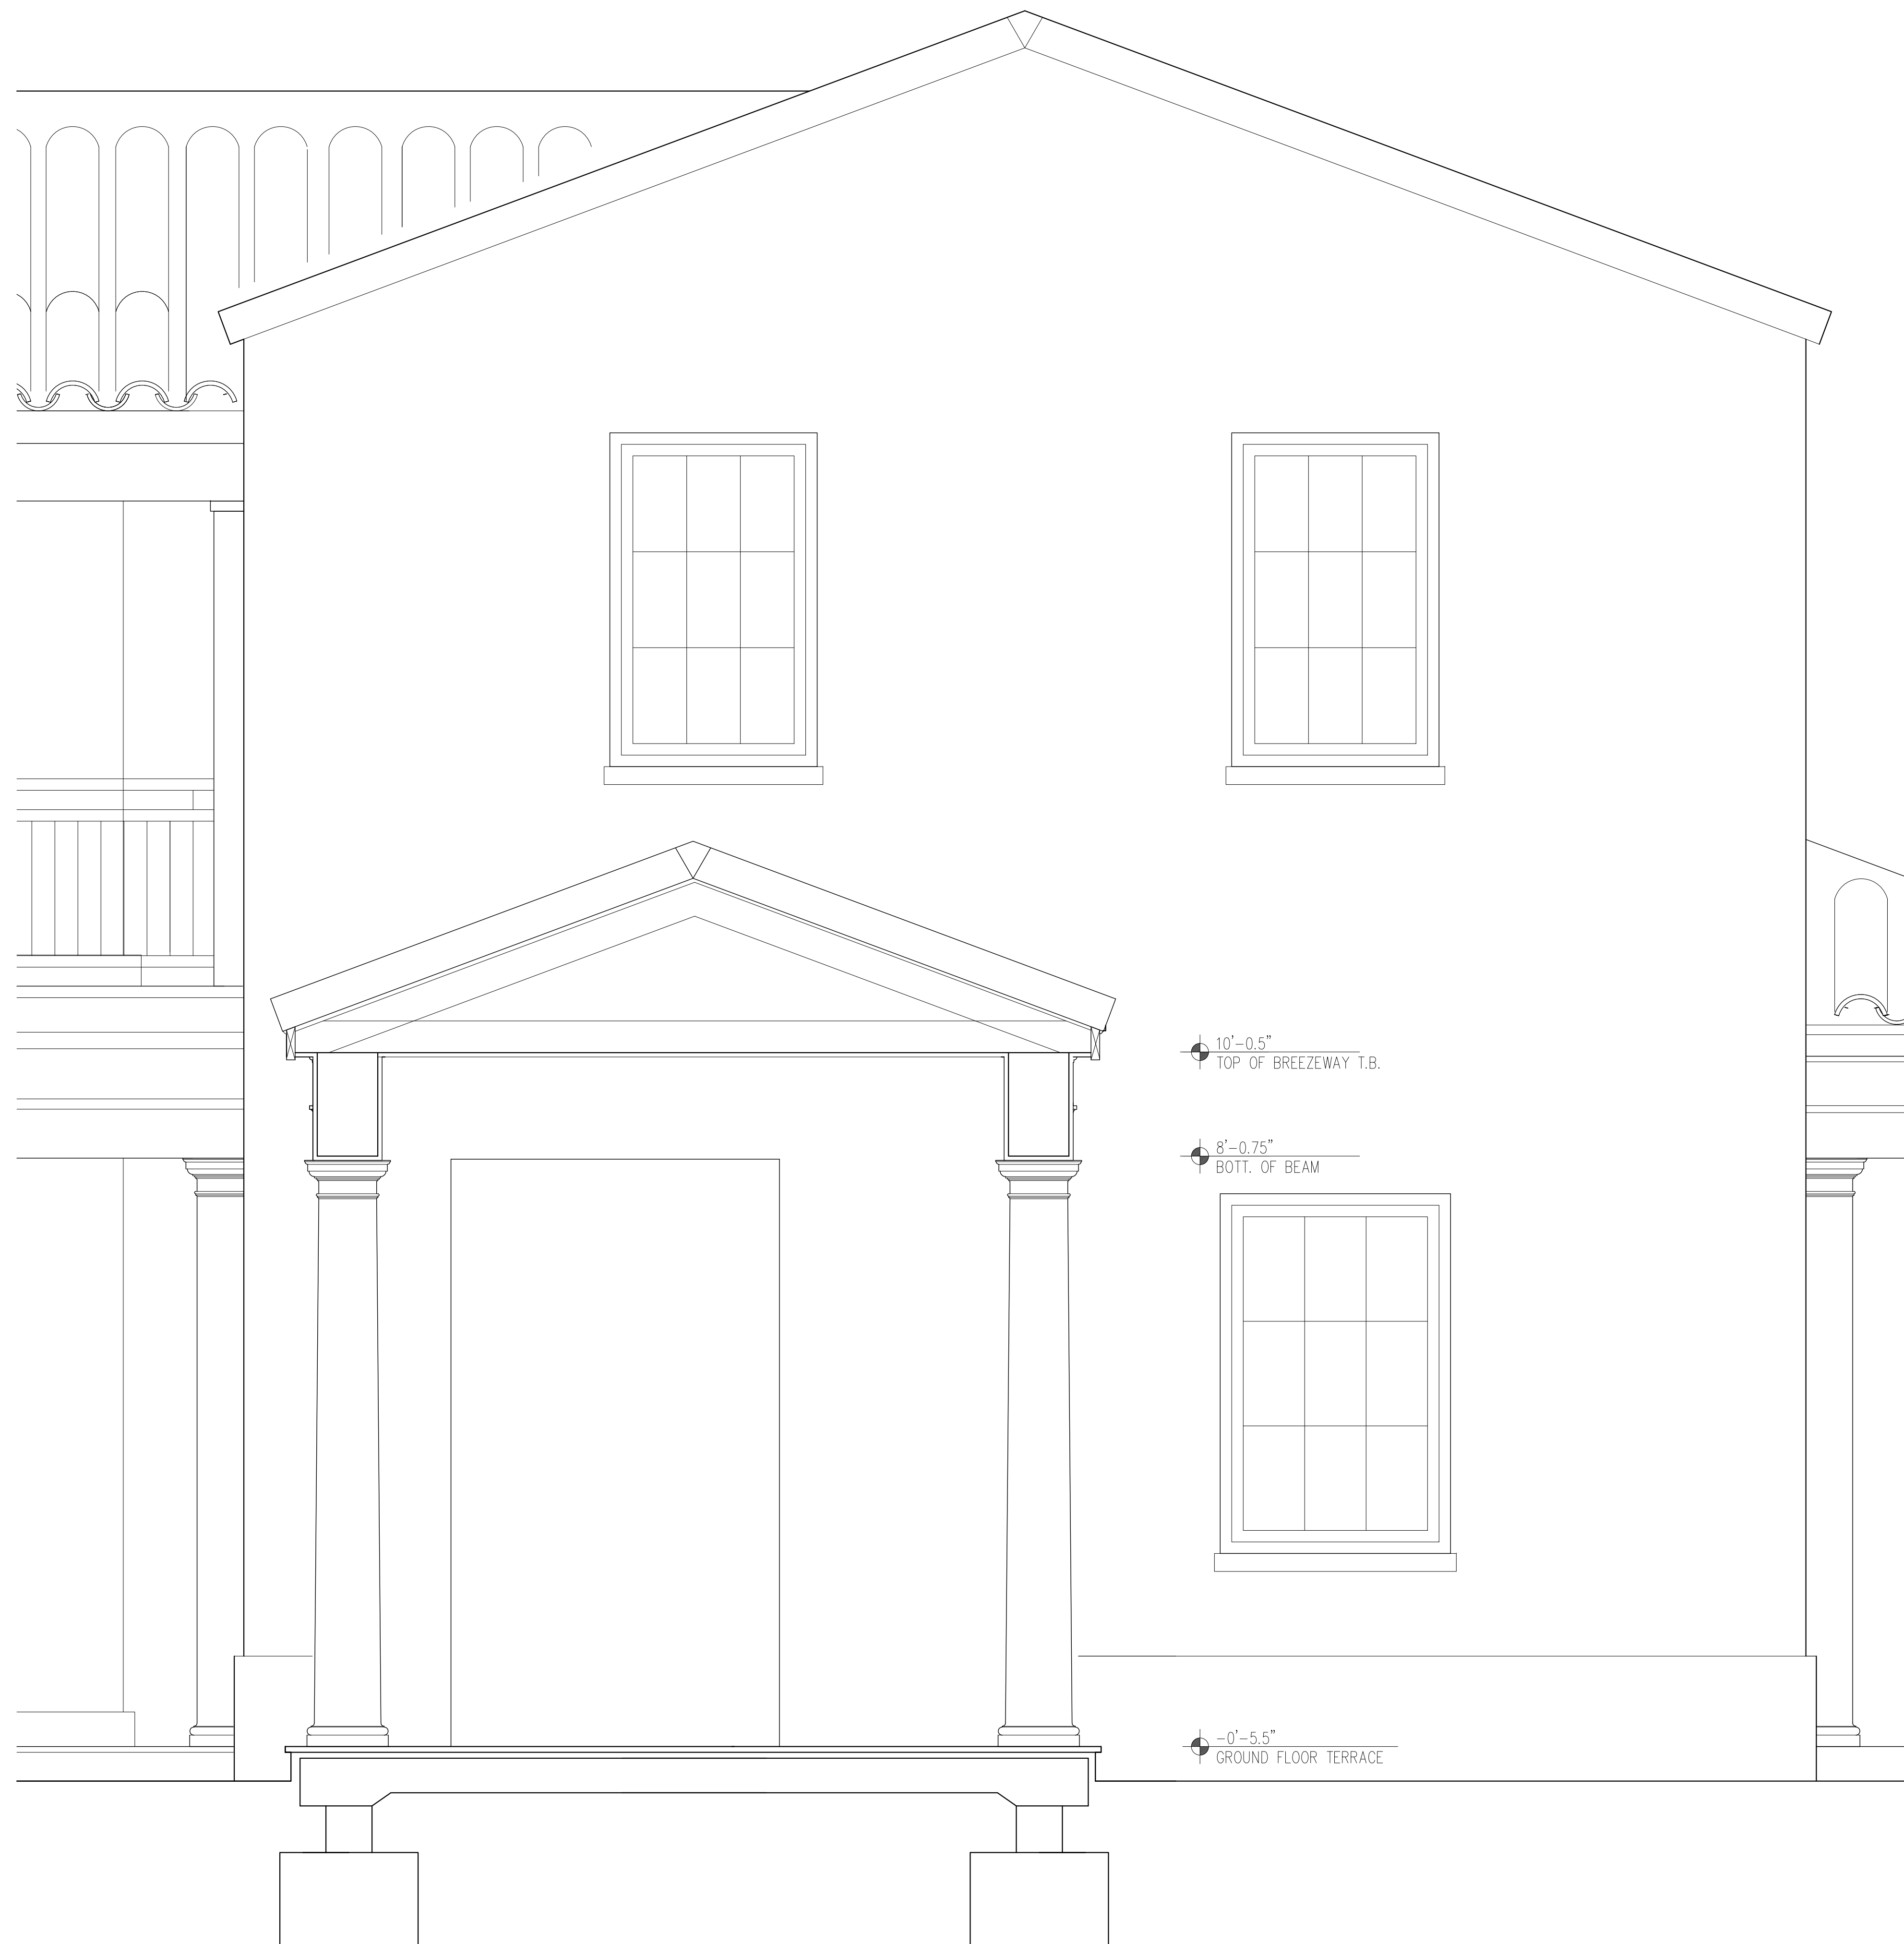 10'-0.5"
TOP OF BREEZEWAY T.B.
8'-0.75"
BOTT. OF BEAM
-0'-5.5"
GROUND FLOOR TERRACE